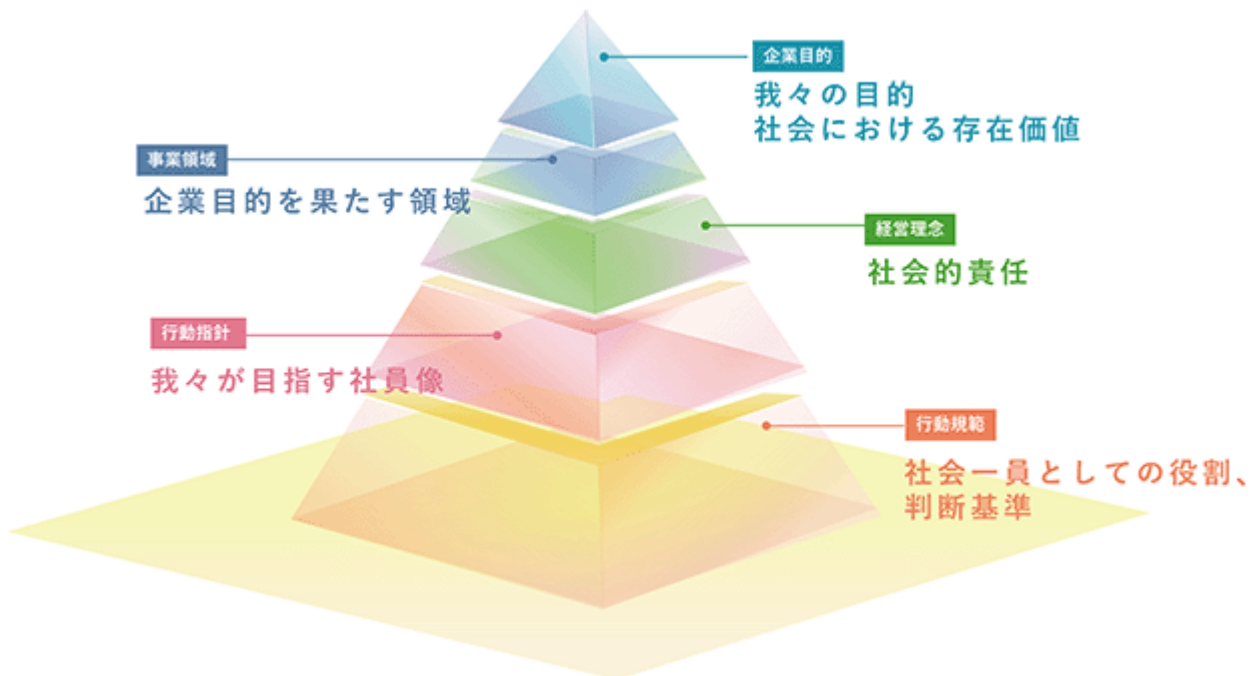 企業目的
我々の目的
社会における存在価値
事業領域
企業目的を果たす領域
経営理念
社会的責任
行動指針
我々が目指す社員像
行動規範
社会一員としての役割、
判断基準